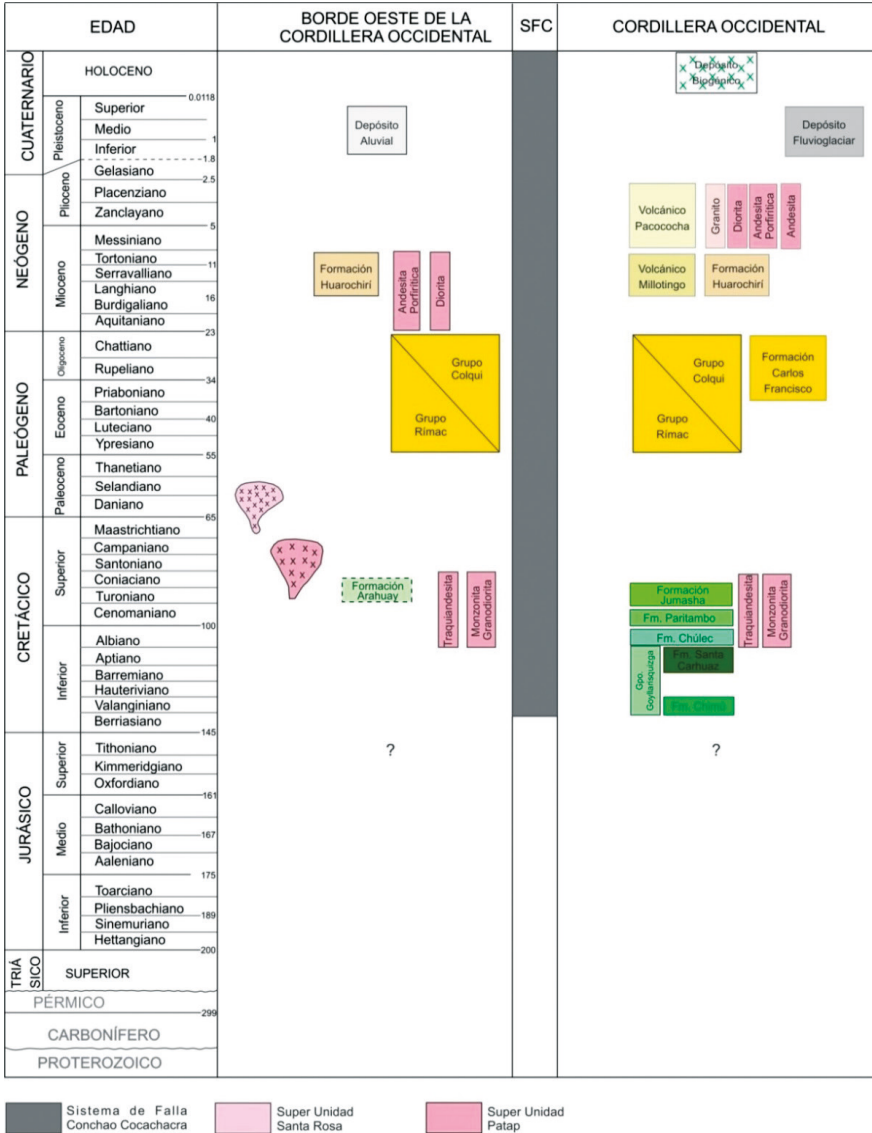 EDAD
BORDE OESTE DE LA
CORDILLERA OCCIDENTAL
SFC
CORDILLERA OCCIDENTAL
CUATERNARIO
HOLOCENO
0.0118
Pleistoceno
Superior
Medio
1
Inferior
1.8
Gelasiano
2.5
NEÓGENO
Plioceno
Placenziano
Zanclayano
5
Mioceno
Messiniano
Tortoniano
11
Serravalliano
Langhiano
16
Burdigaliano
Aquitaniano
23
PALEÓGENO
Oligoceno
Chattiano
Rupeliano
34
Eoceno
Priaboniano
Bartoniano
40
Luteciano
Ypresiano
55
Paleoceno
Thanetiano
Selandiano
Daniano
65
CRETÁCICO
Superior
Maastrichtiano
Campaniano
Santoniano
Coniaciano
Turoniano
Cenomaniano
100
Inferior
Albiano
Aptiano
Barremiano
Hauteriviano
Valanginiano
Berriasiano
145
JURÁSICO
Superior
Tithoniano
Kimmeridgiano
Oxfordiano
161
Medio
Calloviano
Bathoniano
167
Bajociano
Aaleniano
175
Inferior
Toarciano
Pliensbachiano
189
Sinemuriano
Hettangiano
200
TRIÁ
SICO
SUPERIOR
PÉRMICO
299
CARBONÍFERO
PROTEROZOICO
Depósito
Aluvial
Formación
Huarochirí
Andesita
Porfirítica
Diorita
Grupo
Colqui
Grupo
Rímac
x x x x
x x x x x
x x x x
x x
x
x
x x x
x x x x
x x x
x x
x
Formación
Arahuay
Traquiandesita
Monzonita
Granodiorita
?
Depósito
Biogénico
Depósito
Fluvioglaciar
Volcánico
Pacococha
Granito
Diorita
Andesita
Porfirítica
Andesita
Volcánico
Millotingo
Formación
Huarochirí
Grupo
Colqui
Grupo
Rímac
Formación
Carlos
Francisco
Formación
Jumasha
Fm. Paritambo
Fm. Chúlec
Gpo.
Goyllarisquizga
Fm. Santa
Carhuaz
Fm. Chimú
Traquiandesita
Monzonita
Granodiorita
?
Sistema de Falla
Conchao Cocachacra
Super Unidad
Santa Rosa
Super Unidad
Patap